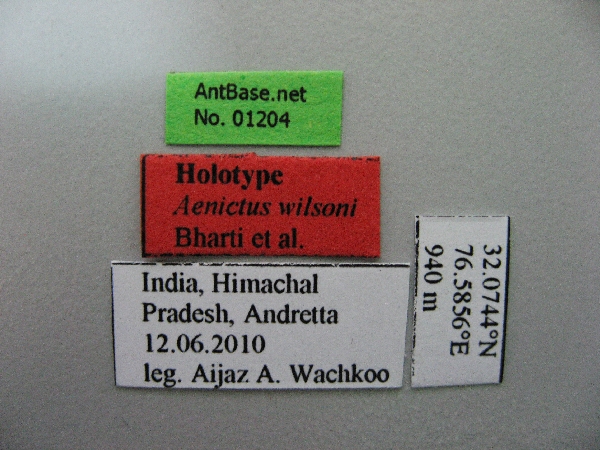 AntBase.net
No. 01204
Holotype
Aenictus wilsoni
Bharti et al.
India, Himachal
Pradesh, Andretta
12.06.2010
leg. Aijaz A. Wachkoo
32.0744°N
76.5856°E
940 m